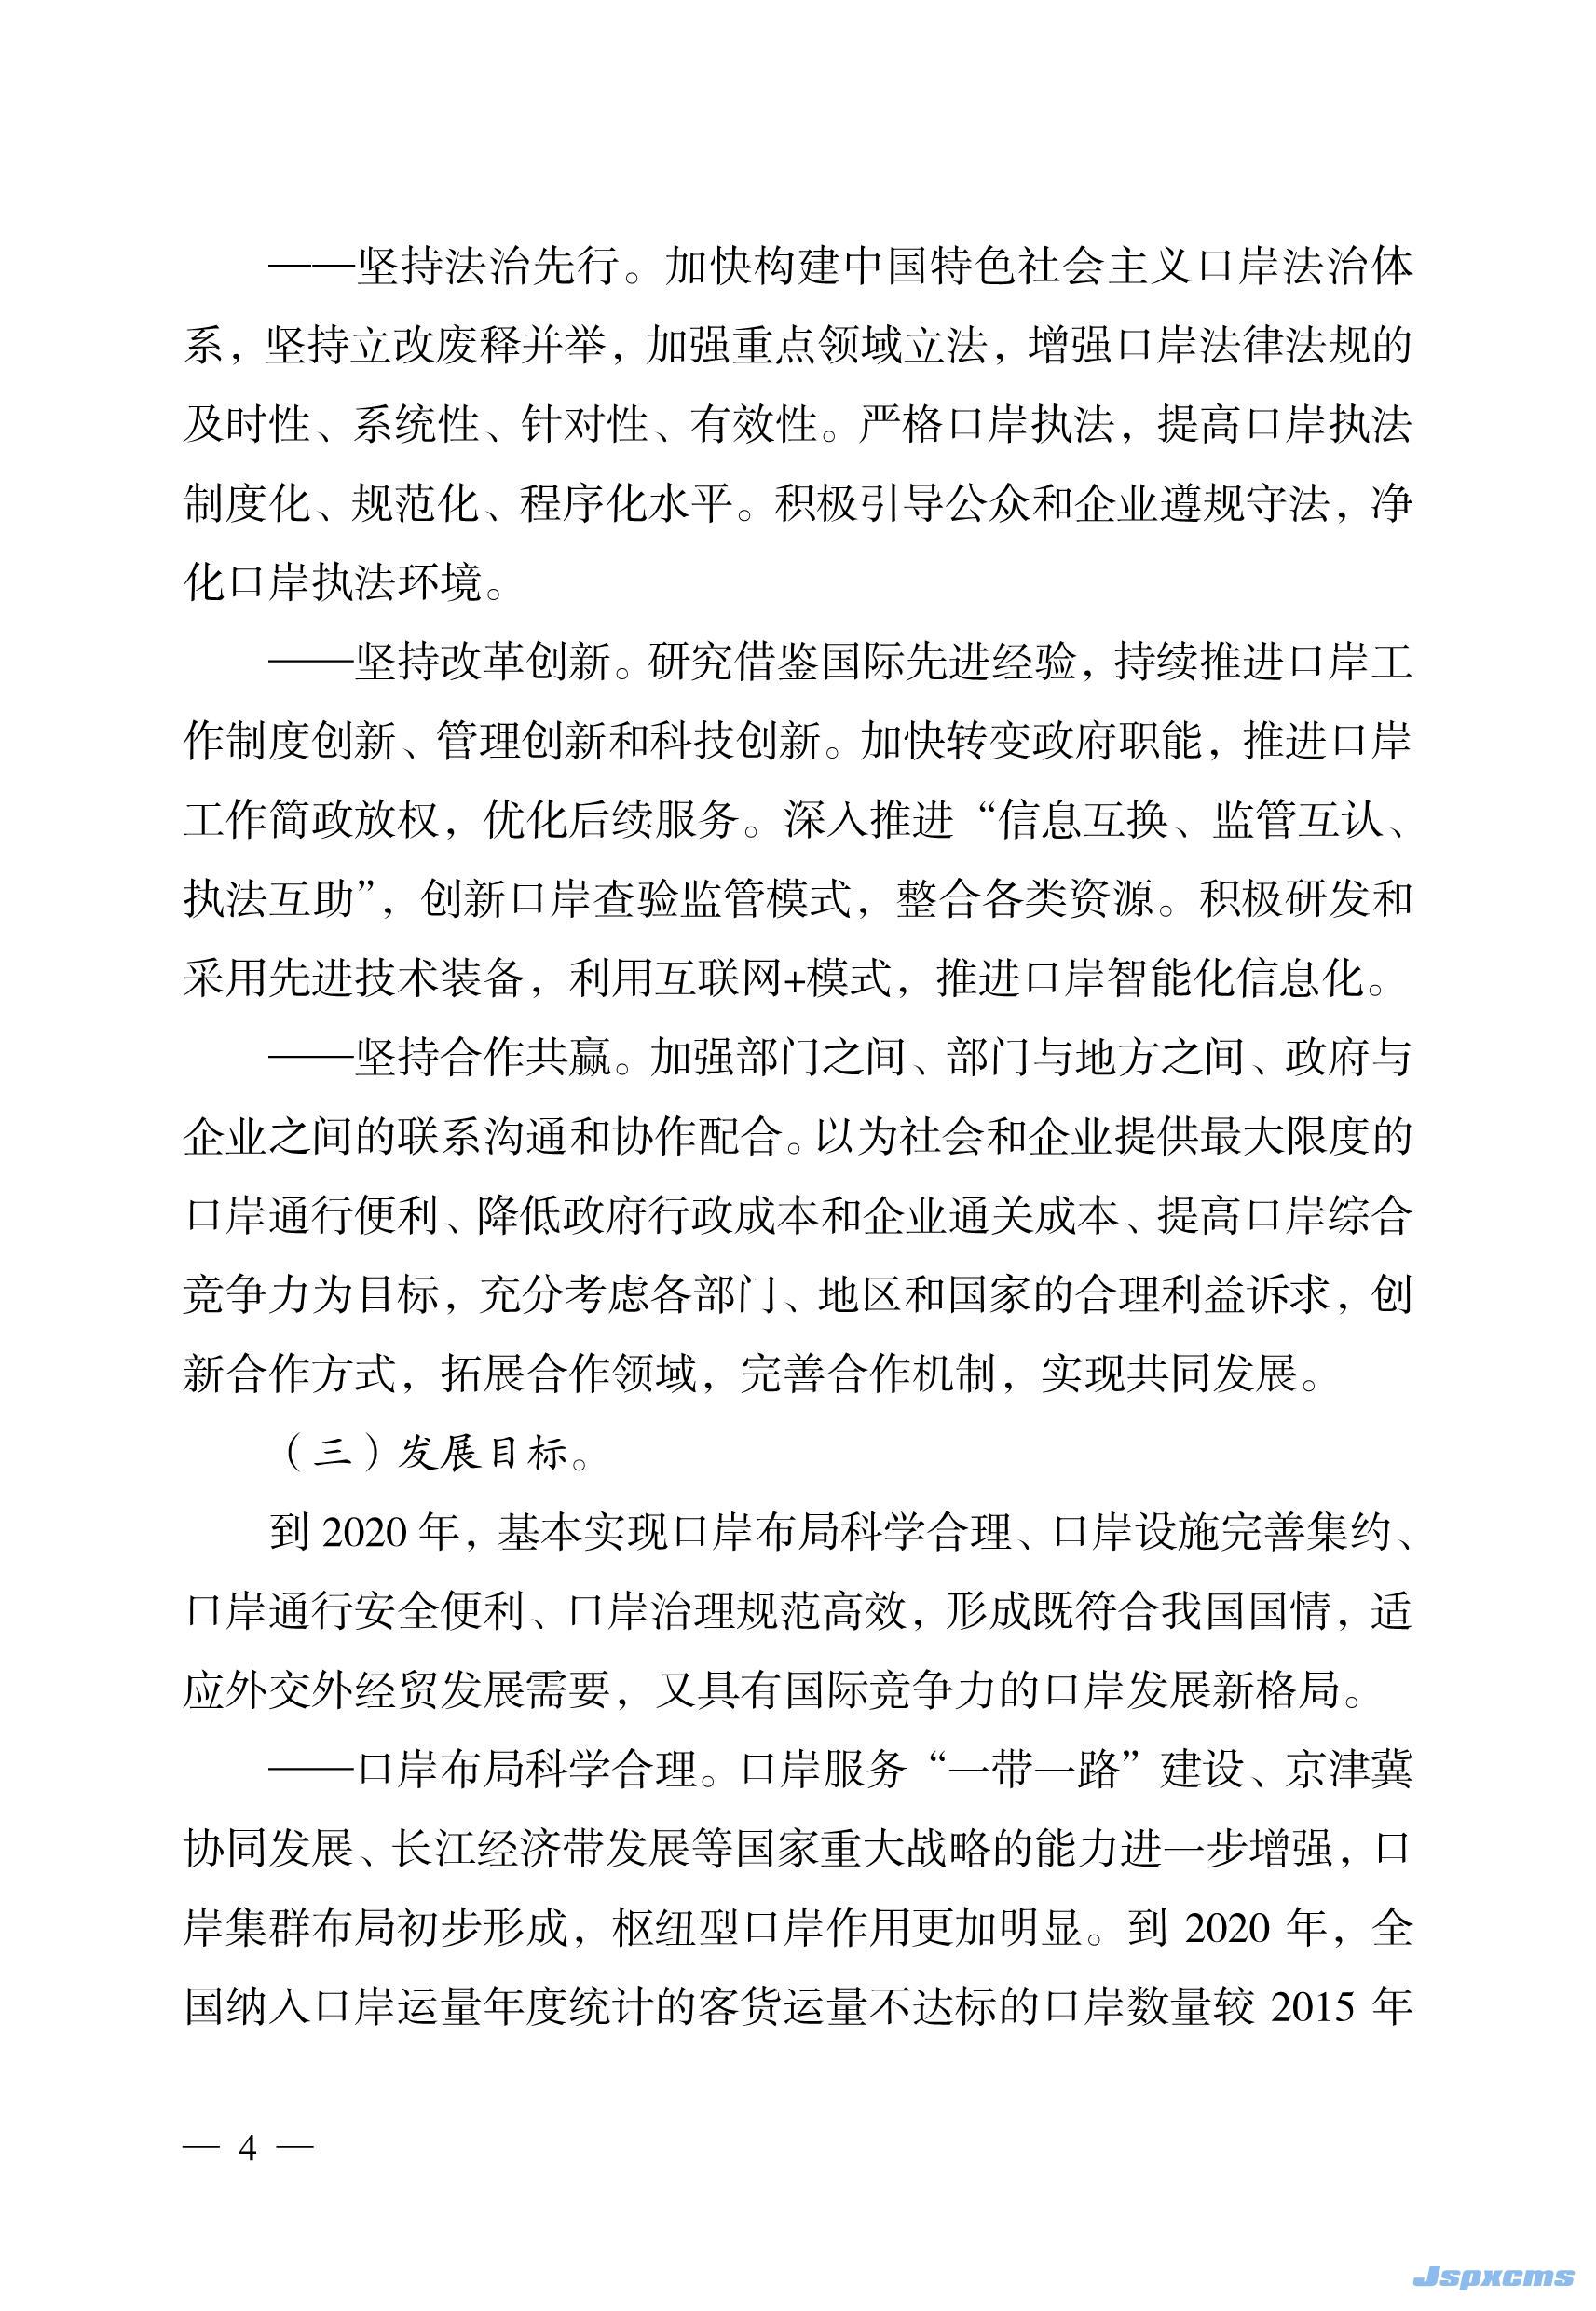 ——坚持法治先行。加快构建中国特色社会主义口岸法治体
系，坚持立改废释并举，加强重点领域立法，增强口岸法律法规的
及时性、系统性、针对性、有效性。严格口岸执法，提高口岸执法
制度化、规范化、程序化水平。积极引导公众和企业遵规守法，净
化口岸执法环境。
——坚持改革创新。研究借鉴国际先进经验，持续推进口岸工
作制度创新、管理创新和科技创新。加快转变政府职能，推进口岸
工作简政放权，优化后续服务。深入推进“信息互换、监管互认、
执法互助”，创新口岸查验监管模式，整合各类资源。积极研发和
采用先进技术装备，利用互联网+模式，推进口岸智能化信息化。
——坚持合作共赢。加强部门之间、部门与地方之间、政府与
企业之间的联系沟通和协作配合。以为社会和企业提供最大限度的
口岸通行便利、降低政府行政成本和企业通关成本、提高口岸综合
竞争力为目标，充分考虑各部门、地区和国家的合理利益诉求，创
新合作方式，拓展合作领域，完善合作机制，实现共同发展。
（三）发展目标。
到 2020 年，基本实现口岸布局科学合理、口岸设施完善集约、
口岸通行安全便利、口岸治理规范高效，形成既符合我国国情，适
应外交外经贸发展需要，又具有国际竞争力的口岸发展新格局。
——口岸布局科学合理。口岸服务“一带一路”建设、京津冀
协同发展、长江经济带发展等国家重大战略的能力进一步增强，口
岸集群布局初步形成，枢纽型口岸作用更加明显。到 2020 年，全
国纳入口岸运量年度统计的客货运量不达标的口岸数量较 2015 年
— 4 —
Jspxcms